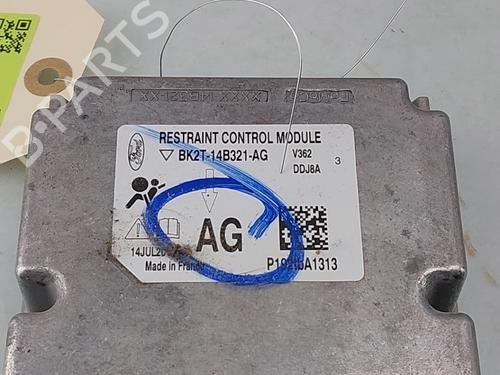 B-PARTS
RESTRAINT CONTROL MODULE
BK2T-14B321-AG V362
DDJ8A 3
AG
Made in France